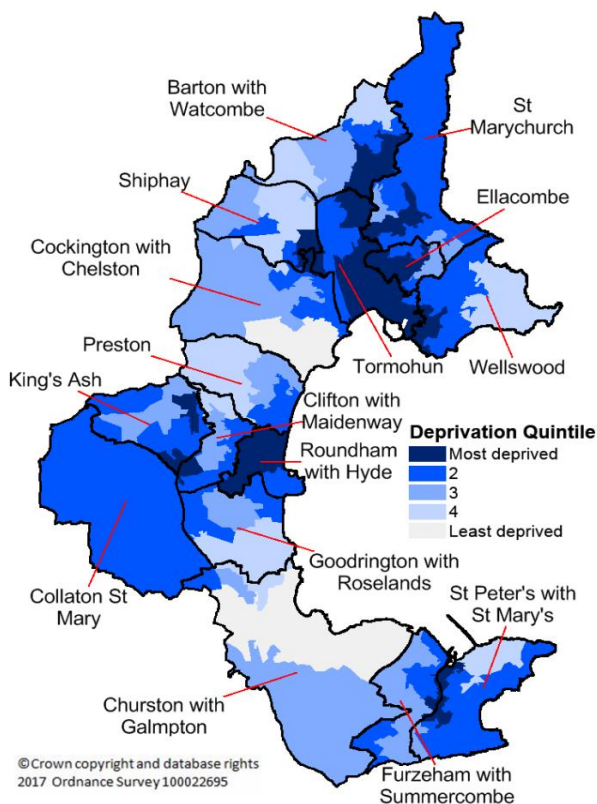 Barton with
Watcombe
St
Marychurch
Shiphay
Ellacombe
Cockington with
Chelston
Preston
Tormohun
Wellswood
King's Ash
Clifton with
Maidenway
Roundham
with Hyde
Deprivation Quintile
Most deprived
2
3
4
Least deprived
Goodrington with
Roselands
Collaton St
Mary
St Peter's with
St Mary's
Churston with
Galmpton
Furzeham with
Summercombe
©Crown copyright and database rights
2017 Ordnance Survey 100022695